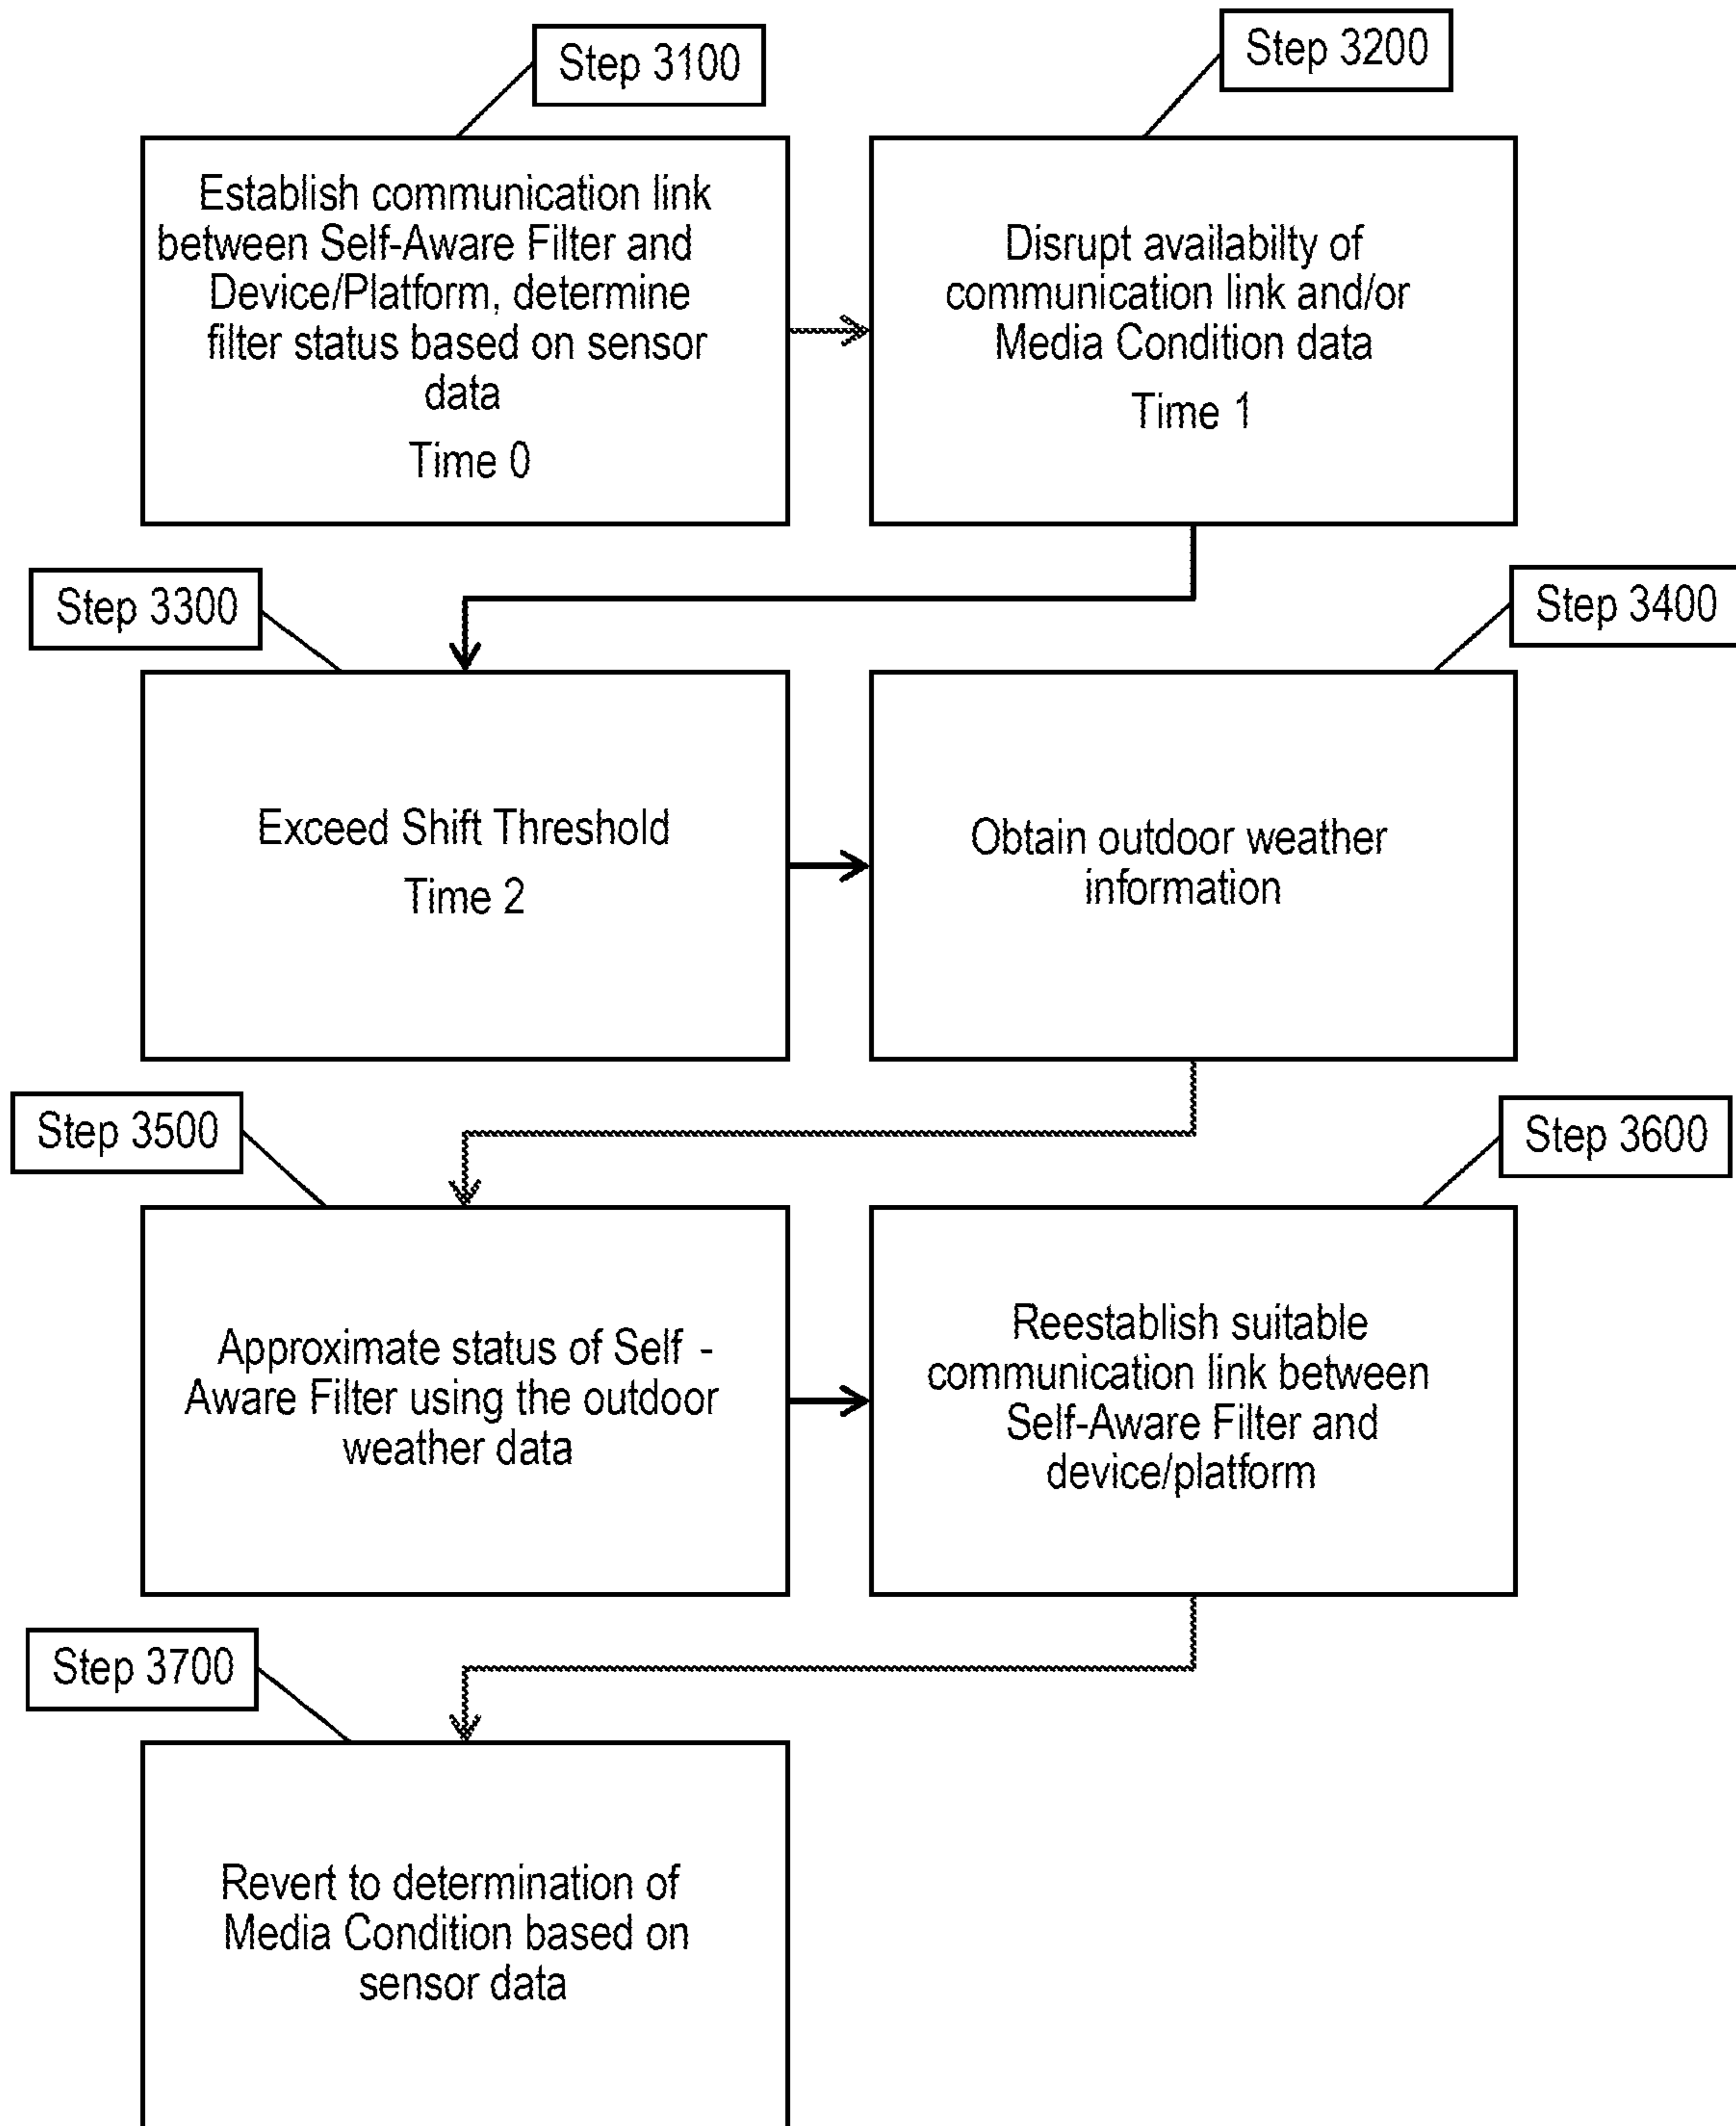 Step 3100
Establish communication link
between Self-Aware Filter and
Device/Platform, determine
filter status based on sensor
data
Time 0
Step 3200
Disrupt availabilty of
communication link and/or
Media Condition data
Time 1
Step 3300
Exceed Shift Threshold
Time 2
Step 3400
Obtain outdoor weather
information
Step 3500
Approximate status of Self -
Aware Filter using the outdoor
weather data
Step 3600
Reestablish suitable
communication link between
Self-Aware Filter and
device/platform
Step 3700
Revert to determination of
Media Condition based on
sensor data